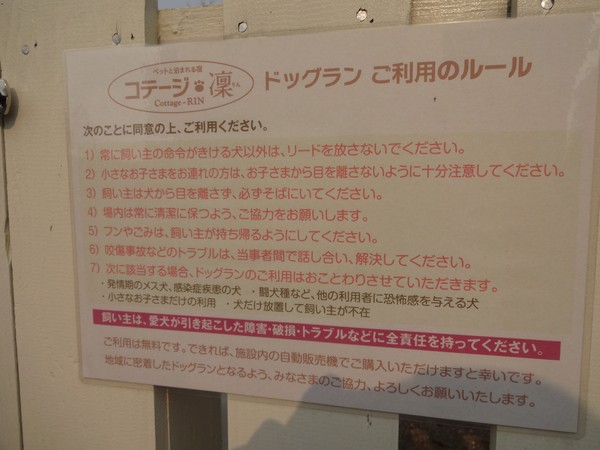 ペットと泊まれる宿
コテージ 凜 りん
Cottage-RIN
ドッグラン ご利用のルール
次のことに同意の上、ご利用ください。
1) 常に飼い主の命令がきける犬以外は、リードを放さないでください。
2) 小さなお子さまをお連れの方は、お子さまから目を離さないように十分注意してください。
3) 飼い主は犬から目を離さず、必ずそばにいてください。
4) 場内は常に清潔に保つよう、ご協力をお願いします。
5) フンやごみは、飼い主が持ち帰るようにしてください。
6) 咬傷事故などのトラブルは、当事者間で話し合い、解決してください。
7) 次に該当する場合、ドッグランのご利用はおことわりさせていただきます。
・発情期のメス犬、感染症疾患の犬 ・闘犬種など、他の利用者に恐怖感を与える犬
・小さなお子さまだけの利用 ・犬だけ放置して飼い主が不在
飼い主は、愛犬が引き起こした障害・破損・トラブルなどに全責任を持ってください。
ご利用は無料です。できれば、施設内の自動販売機でご購入いただけますと幸いです。
地域に密着したドッグランとなるよう、みなさまのご協力、よろしくお願いいたします。